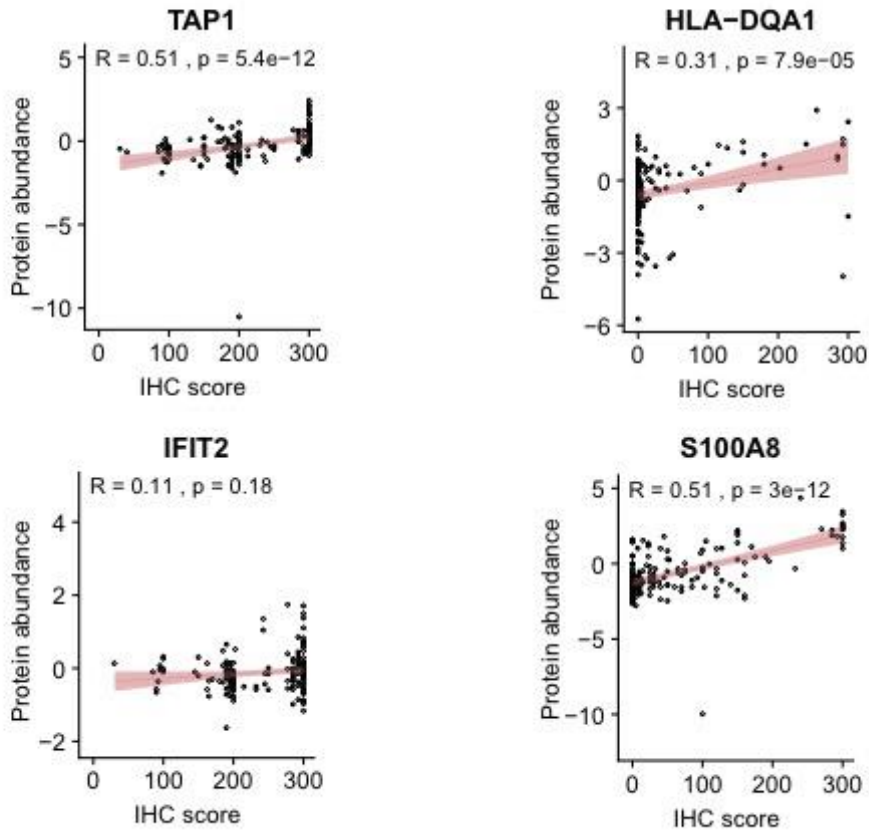 TAP1
R = 0.51 , p = 5.4e−12
Protein abundance
5
0
−5
−10
0 100 200 300
IHC score
HLA−DQA1
R = 0.31 , p = 7.9e−05
Protein abundance
3
0
−3
−6
0 100 200 300
IHC score
IFIT2
R = 0.11 , p = 0.18
Protein abundance
4
2
0
−2
0 100 200 300
IHC score
S100A8
R = 0.51 , p = 3e−12
Protein abundance
5
0
−5
−10
0 100 200 300
IHC score